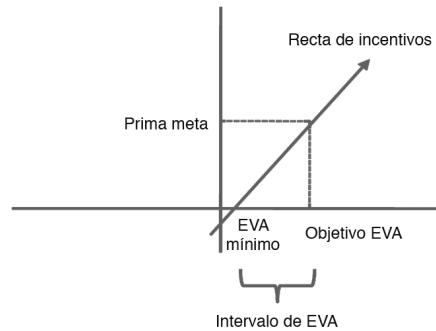 Recta de incentivos
Prima meta
EVA
mínimo
Objetivo EVA
Intervalo de EVA